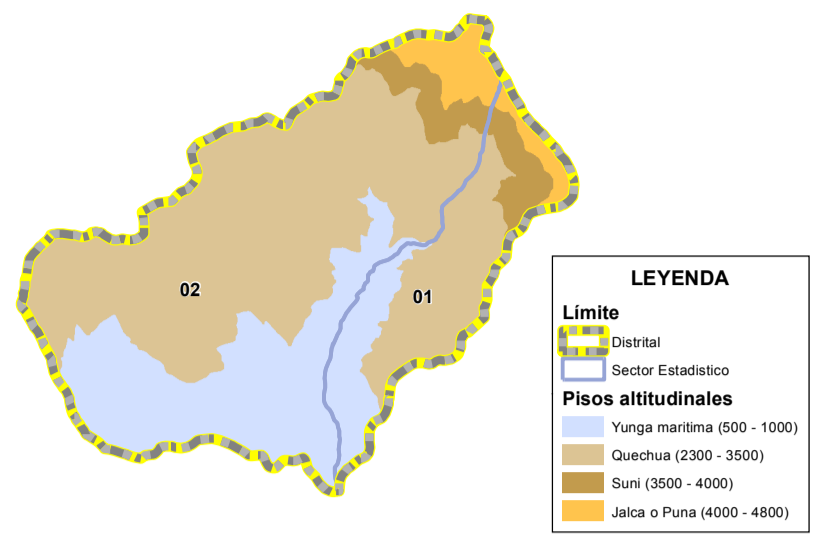 02
01
LEYENDA
Límite
Distrital
Sector Estadistico
Pisos altitudinales
Yunga maritima (500 - 1000)
Quechua (2300 - 3500)
Suni (3500 - 4000)
Jalca o Puna (4000 - 4800)